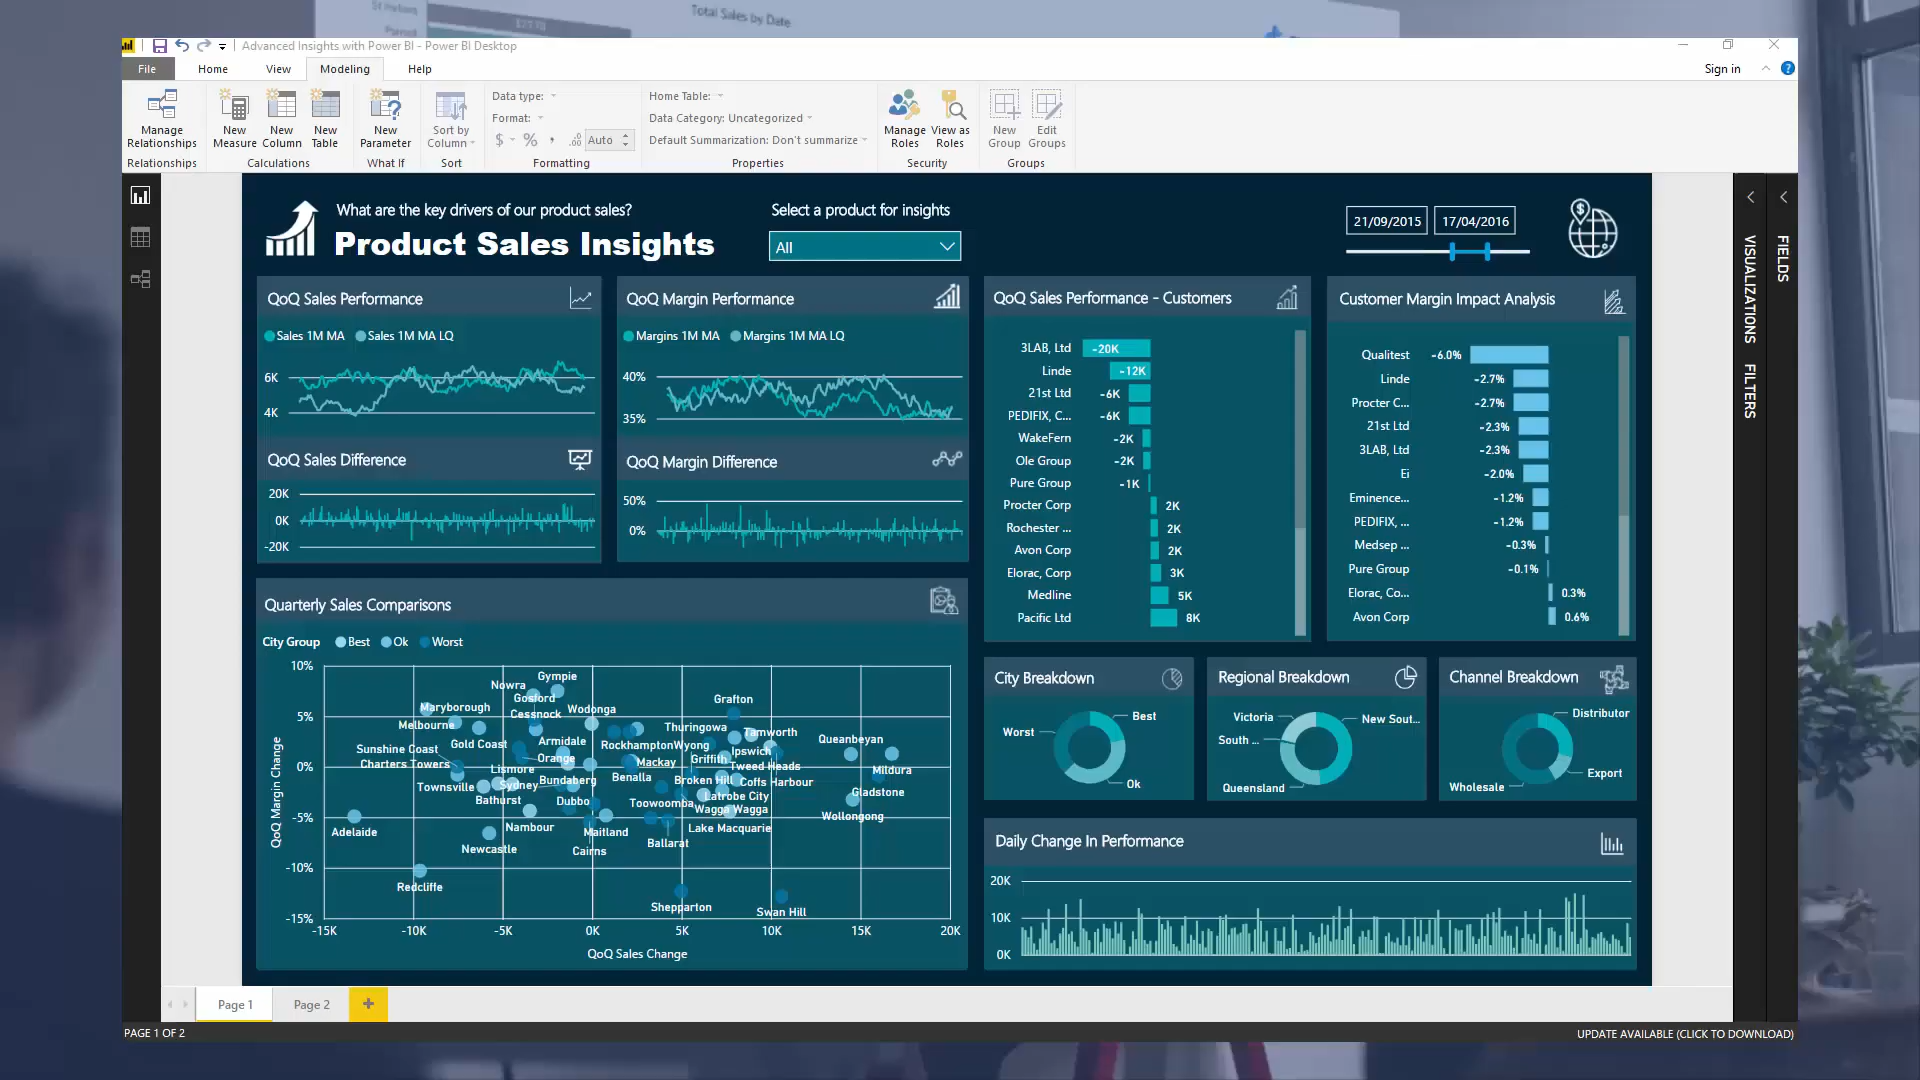 Total Sales by Date
Advanced Insights with Power BI - Power BI Desktop
File
Home
View
Modeling
Help
Sign in
Manage
Relationships
New
Measure
New
Column
New
Table
New
Parameter
Sort by
Column
Data type:
Format:
$
%
Auto
Home Table:
Data Category: Uncategorized
Default Summarization: Don't summarize
Manage
Roles
View as
Roles
New
Group
Edit
Groups
Relationships
Calculations
What If
Sort
Formatting
Properties
Security
Groups
What are the key drivers of our product sales?
Product Sales Insights
Select a product for insights
All
21/09/2015
17/04/2016
VISUALIZATIONS
FILTERS
FIELDS
QoQ Sales Performance
Sales 1M MA
Sales 1M MA LQ
6K
4K
QoQ Sales Difference
20K
0K
-20K
QoQ Margin Performance
Margins 1M MA
Margins 1M MA LQ
40%
35%
QoQ Margin Difference
50%
0%
QoQ Sales Performance - Customers
3LAB, Ltd -20K
Linde -12K
21st Ltd -6K
PEDIFIX, C... -6K
WakeFern -2K
Ole Group -2K
Pure Group -1K
Procter Corp 2K
Rochester ... 2K
Avon Corp 2K
Elorac, Corp 3K
Medline 5K
Pacific Ltd 8K
Customer Margin Impact Analysis
Qualitest -6.0%
Linde -2.7%
Procter C... -2.7%
21st Ltd -2.3%
3LAB, Ltd -2.3%
Ei -2.0%
Eminence... -1.2%
PEDIFIX, ... -1.2%
Medsep ... -0.3%
Pure Group -0.1%
Elorac, Co... 0.3%
Avon Corp 0.6%
Quarterly Sales Comparisons
City Group
Best
Ok
Worst
QoQ Margin Change
10%
5%
0%
-5%
-10%
-15%
Gympie
Nowra
Gosford
Grafton
Maryborough
Cessnock
Wodonga
Melbourne
Thuringowa
Tamworth
Gold Coast
Armidale
Rockhampton
Wyong
Ipswich
Queanbeyan
Sunshine Coast
Charters Towers
Orange
Mackay
Griffith
Tweed Heads
Mildura
Lismore
Benalla
Broken Hill
Coffs Harbour
Townsville
Sydney
Bundaberg
Gladstone
Bathurst
Dubbo
Toowoomba
Latrobe City
Wagga Wagga
Wollongong
Adelaide
Nambour
Maitland
Lake Macquarie
Newcastle
Cairns
Ballarat
Redcliffe
Shepparton
Swan Hill
-15K
-10K
-5K
0K
5K
10K
15K
20K
QoQ Sales Change
City Breakdown
Best
Worst
Ok
Regional Breakdown
Victoria
New Sout...
South ...
Queensland
Channel Breakdown
Distributor
Export
Wholesale
Daily Change In Performance
20K
10K
0K
Page 1
Page 2
PAGE 1 OF 2
UPDATE AVAILABLE (CLICK TO DOWNLOAD)